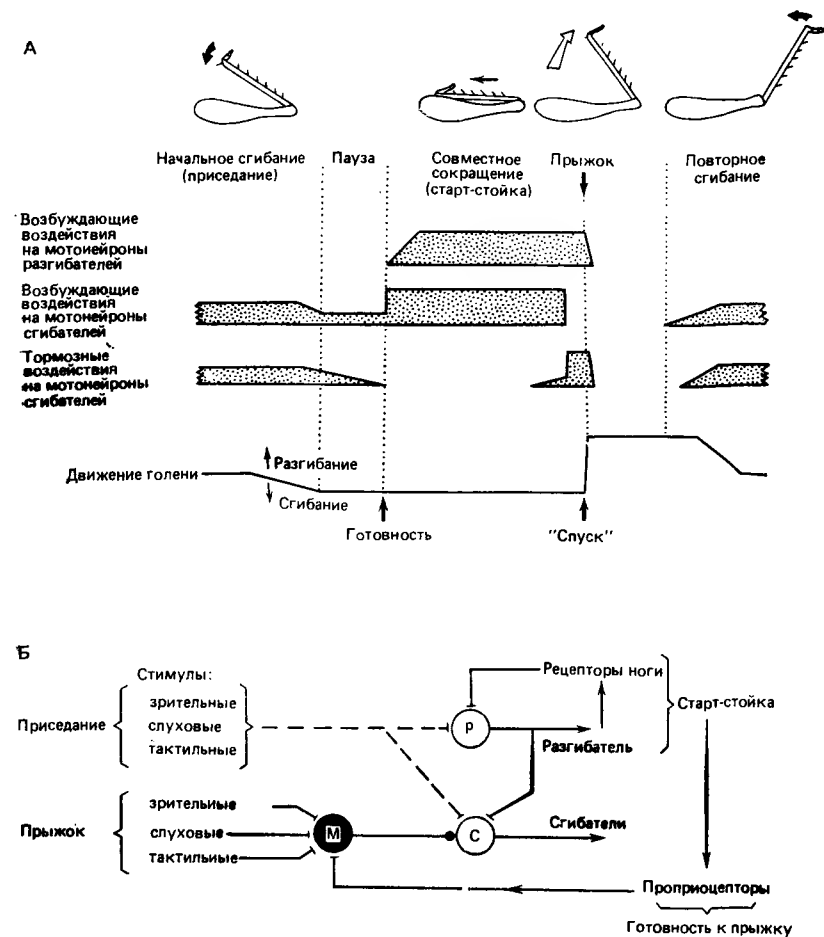 А
Начальное сгибание
(приседание)
Пауза
Совместное
сокращение
(старт-стойка)
Прыжок
Повторное
сгибание
Возбуждающие
воздействия
на мотонейроны
разгибателей
Возбуждающие
воздействия
на мотонейроны
сгибателей
Тормозные
воздействия
на мотонейроны
сгибателей
Движение голени
Разгибание
Сгибание
Готовность
"Спуск"
Б
Стимулы:
Приседание
зрительные
слуховые
тактильные
Р
Рецепторы ноги
Разгибатель
Старт-стойка
Прыжок
зрительные
слуховые
тактильные
М
С
Сгибатели
Проприоцепторы
Готовность к прыжку